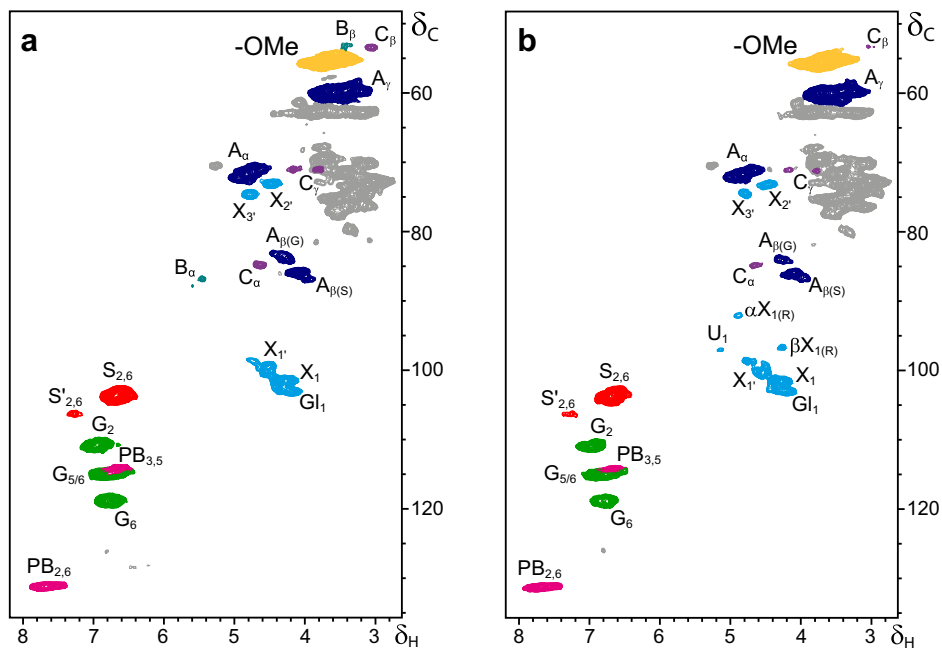 a
-OMe
Bβ
Cβ
δC
Aγ
60
Aα
Cγ
X2'
X3'
80
Aβ(G)
Bα
Cα
Aβ(S)
X1'
100
X1
S2,6
Gl1
S'2,6
G2
PB3,5
G5/6
G6
120
PB2,6
8 7 6 5 4 3 δH
b
-OMe
Cβ
δC
Aγ
60
Aα
Cγ
X2'
X3'
80
Aβ(G)
Cα
Aβ(S)
αX1(R)
U1
βX1(R)
X1'
100
X1
S2,6
Gl1
S'2,6
G2
PB3,5
G5/6
G6
120
PB2,6
8 7 6 5 4 3 δH